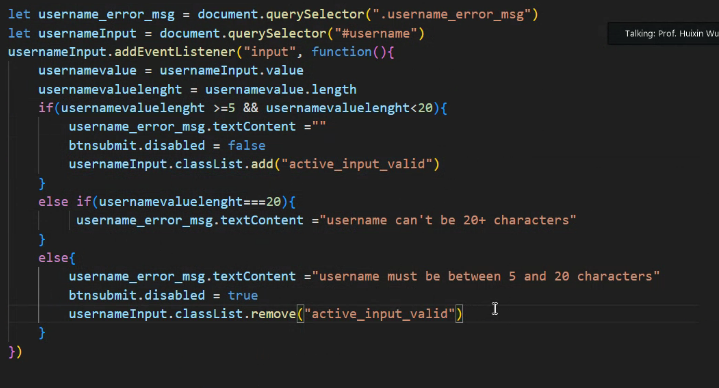 let username_error_msg = document.querySelector(".username_error_msg")
let usernameInput = document.querySelector("#username")
Talking: Prof. Huixin Wu
usernameInput.addEventListener("input", function(){
usernamevalue = usernameInput.value
usernamevaluelenght = usernamevalue.length
if(usernamevaluelenght >=5 && usernamevaluelenght<20){
username_error_msg.textContent =""
btnsubmit.disabled = false
usernameInput.classList.add("active_input_valid")
}
else if(usernamevaluelenght===20){
username_error_msg.textContent ="username can't be 20+ characters"
}
else{
username_error_msg.textContent ="username must be between 5 and 20 characters"
btnsubmit.disabled = true
usernameInput.classList.remove("active_input_valid")
}
})